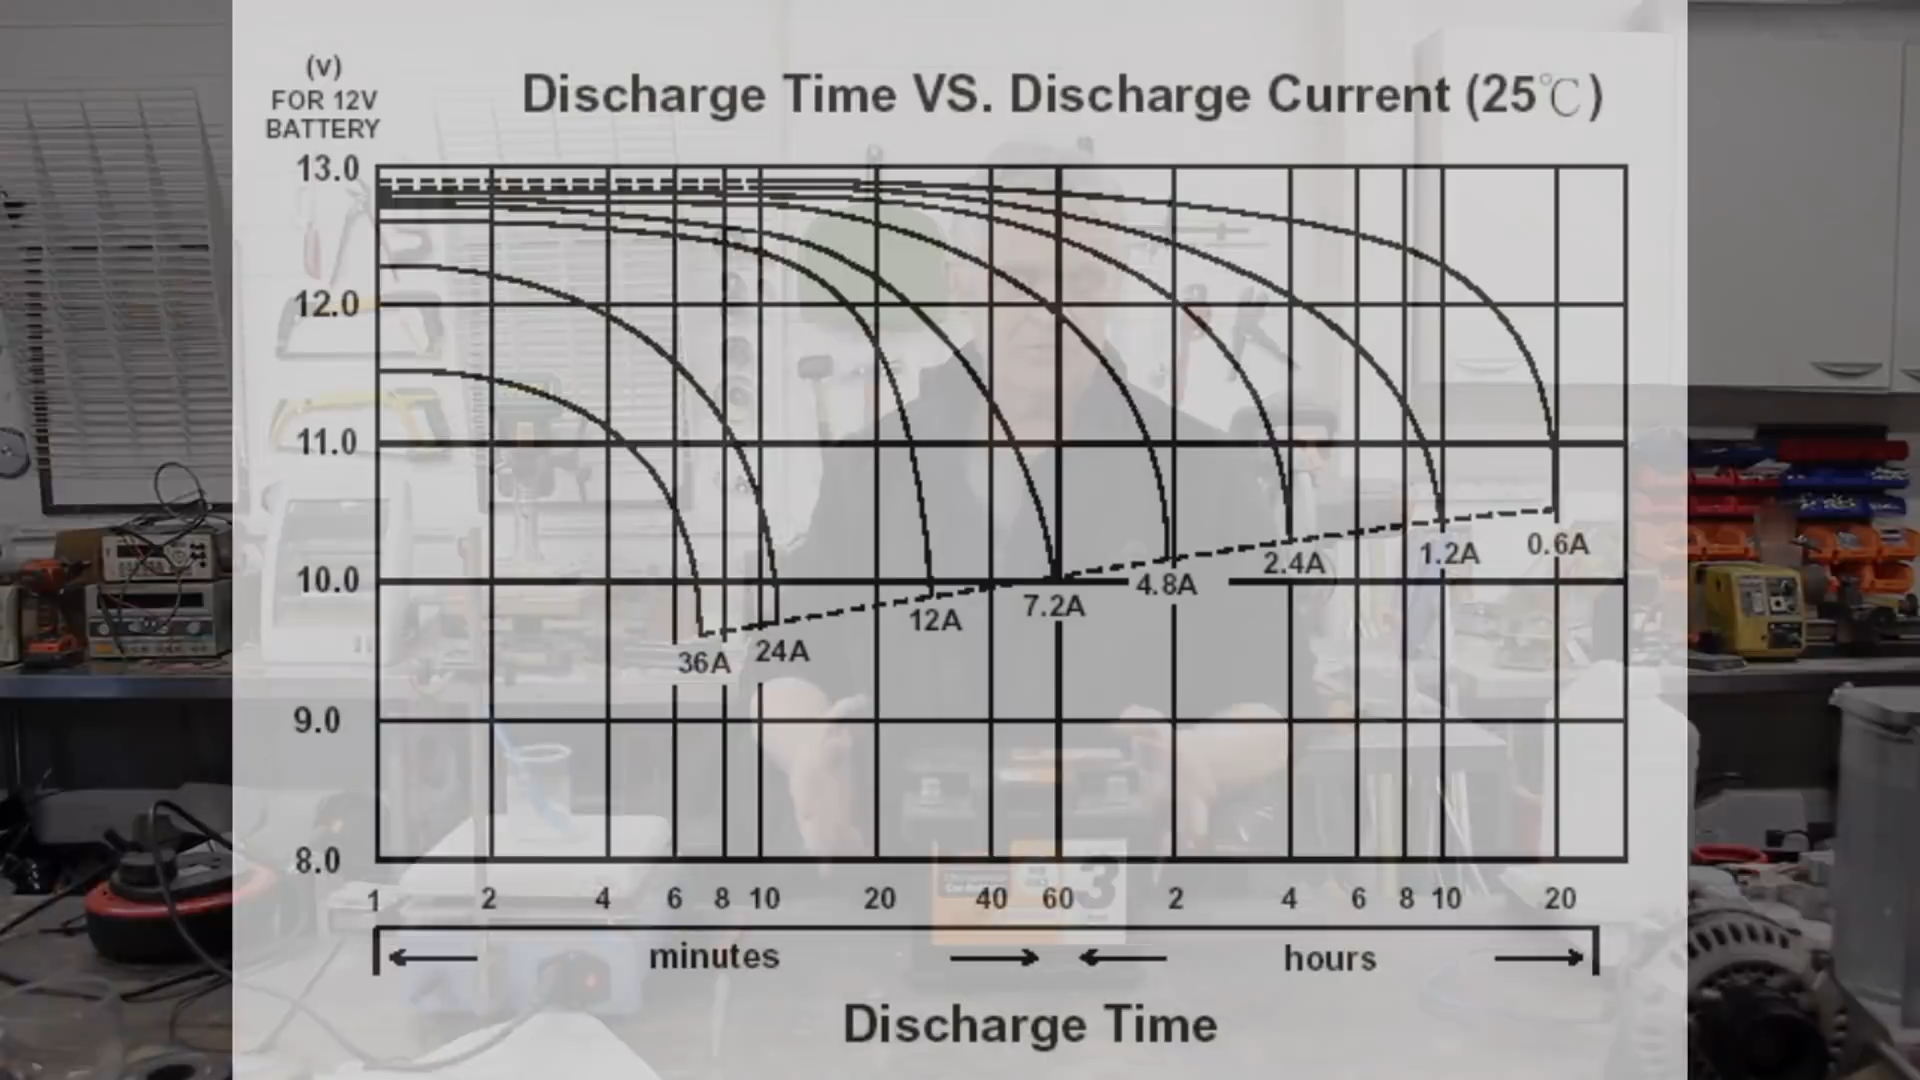 (v)
FOR 12V
BATTERY
Discharge Time VS. Discharge Current (25℃)
13.0
12.0
11.0
10.0
9.0
8.0
36A
24A
12A
7.2A
4.8A
2.4A
1.2A
0.6A
1 2 4 6 8 10 20 40 60 2 4 6 8 10 20
minutes hours
Discharge Time
3